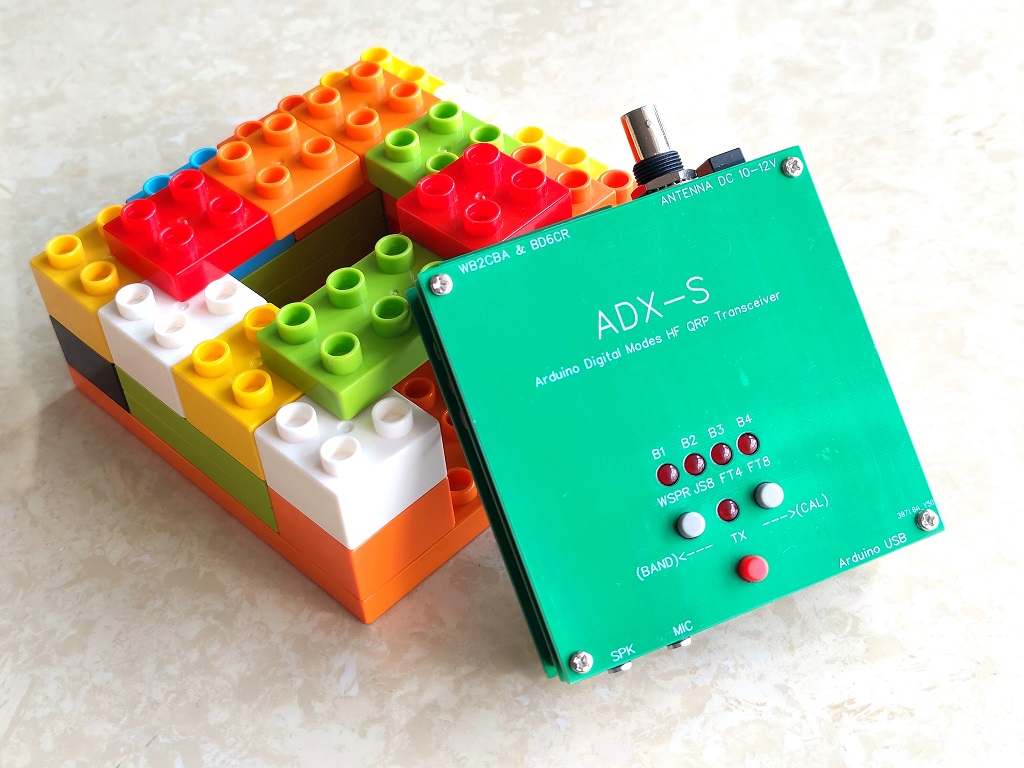 ANTENNA DC 10-12V
WB2CBA & BD6CR
ADX-S
Arduino Digital Modes HF QRP Transceiver
B1 B2 B3 B4
WSPR JS8 FT4 FT8
--->(CAL)
(BAND)<---
TX
Arduino USB
MIC
SPK